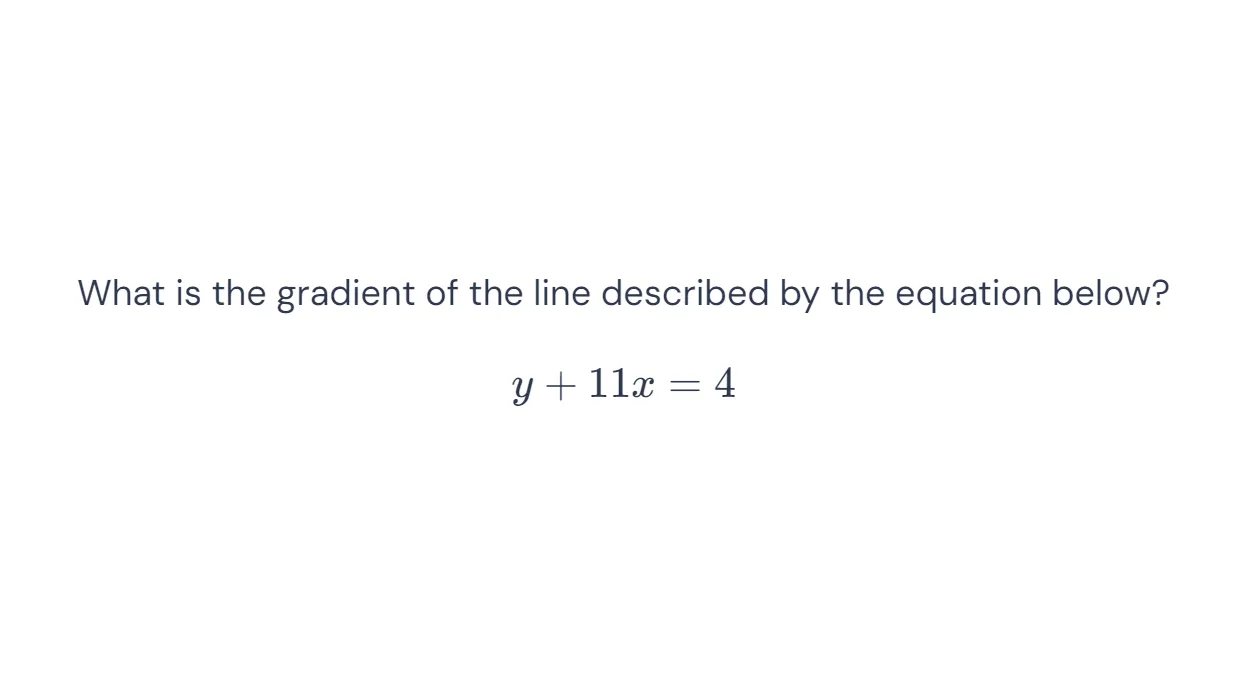 What is the gradient of the line described by the equation below?
y + 11x = 4